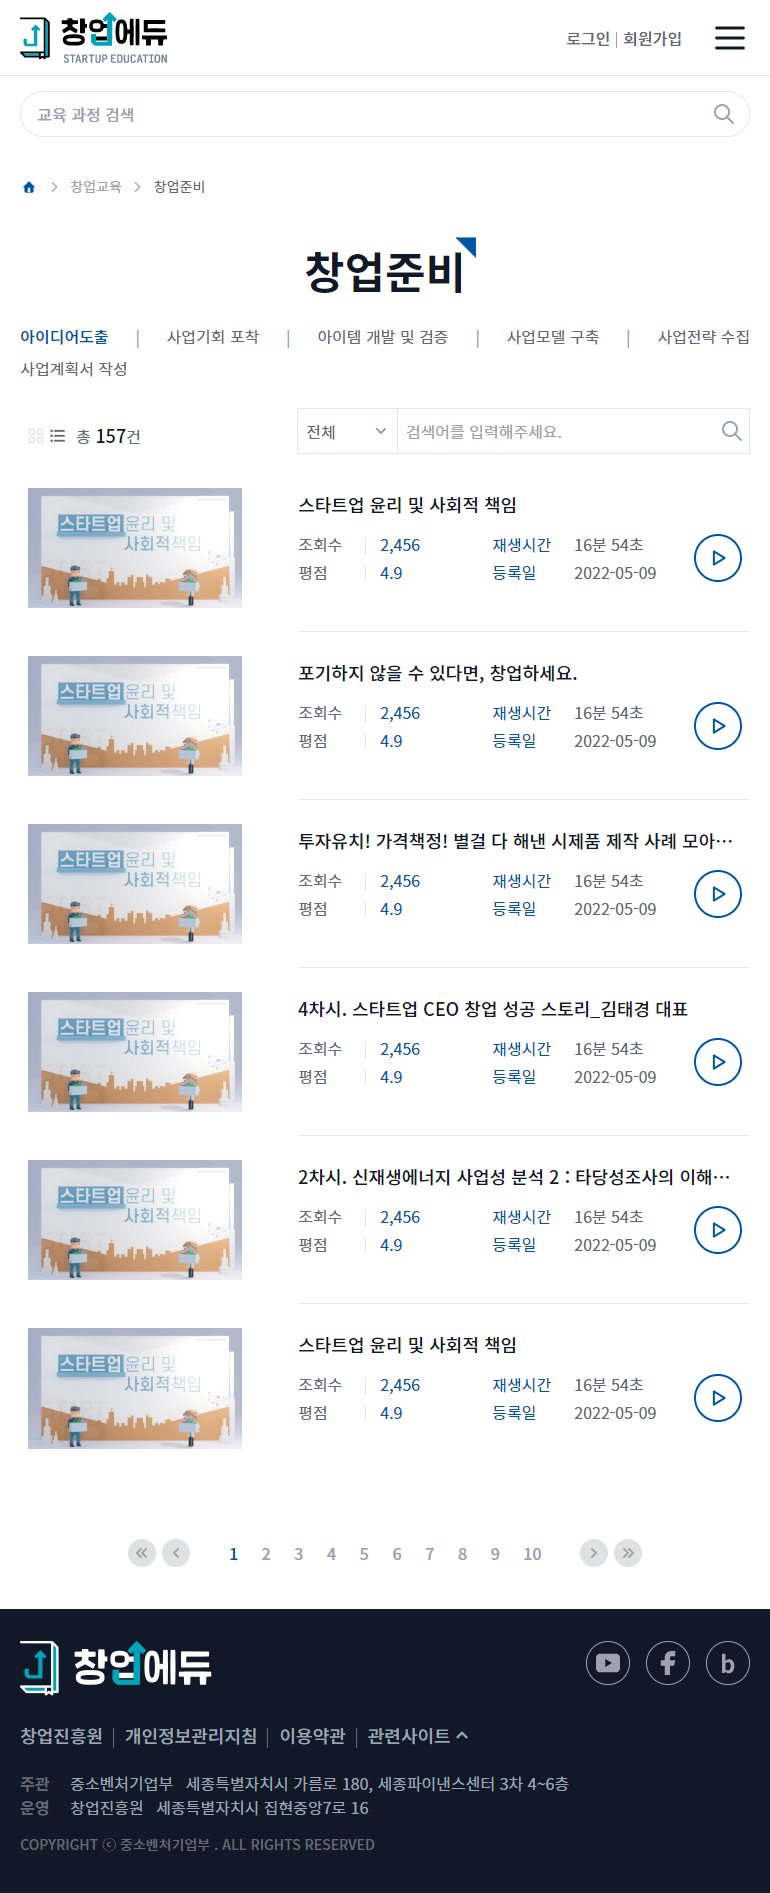 창업에듀
STARTUP EDUCATION
로그인 | 회원가입
교육 과정 검색
창업교육 > 창업준비
창업준비
아이디어도출 | 사업기회 포착 | 아이템 개발 및 검증 | 사업모델 구축 | 사업전략 수집
사업계획서 작성
총 157건
전체
검색어를 입력해주세요.
스타트업 윤리 및
사회적책임
스타트업 윤리 및 사회적 책임
조회수 2,456 재생시간 16분 54초
평점 4.9 등록일 2022-05-09
스타트업 윤리 및
사회적책임
포기하지 않을 수 있다면, 창업하세요.
조회수 2,456 재생시간 16분 54초
평점 4.9 등록일 2022-05-09
스타트업 윤리 및
사회적책임
투자유치! 가격책정! 별걸 다 해낸 시제품 제작 사례 모아…
조회수 2,456 재생시간 16분 54초
평점 4.9 등록일 2022-05-09
스타트업 윤리 및
사회적책임
4차시. 스타트업 CEO 창업 성공 스토리_김태경 대표
조회수 2,456 재생시간 16분 54초
평점 4.9 등록일 2022-05-09
스타트업 윤리 및
사회적책임
2차시. 신재생에너지 사업성 분석 2 : 타당성조사의 이해…
조회수 2,456 재생시간 16분 54초
평점 4.9 등록일 2022-05-09
스타트업 윤리 및
사회적책임
스타트업 윤리 및 사회적 책임
조회수 2,456 재생시간 16분 54초
평점 4.9 등록일 2022-05-09
1 2 3 4 5 6 7 8 9 10
창업에듀
b
창업진흥원 | 개인정보관리지침 | 이용약관 | 관련사이트
주관 중소벤처기업부 세종특별자치시 가름로 180, 세종파이낸스센터 3차 4~6층
운영 창업진흥원 세종특별자치시 집현중앙7로 16
COPYRIGHT ⓒ 중소벤처기업부 . ALL RIGHTS RESERVED